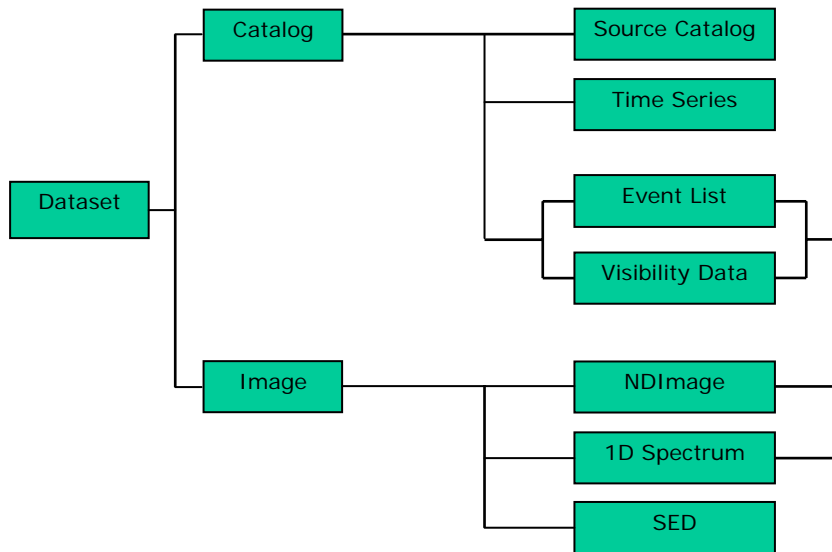 Catalog
Source Catalog
Time Series
Dataset
Event List
Visibility Data
Image
NDImage
1D Spectrum
SED